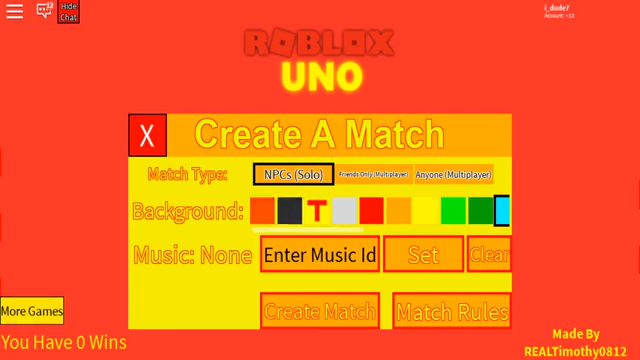 12
Hide
Chat
i_dude7
Account: <13
ROBLOX
UNO
X
Create A Match
Match Type:
NPCs (Solo)
Friends Only (Multiplayer)
Anyone (Multiplayer)
Background:
T
Music: None
Enter Music Id
Set
Clear
Create Match
Match Rules
More Games
You Have 0 Wins
Made By
REALTimothy0812